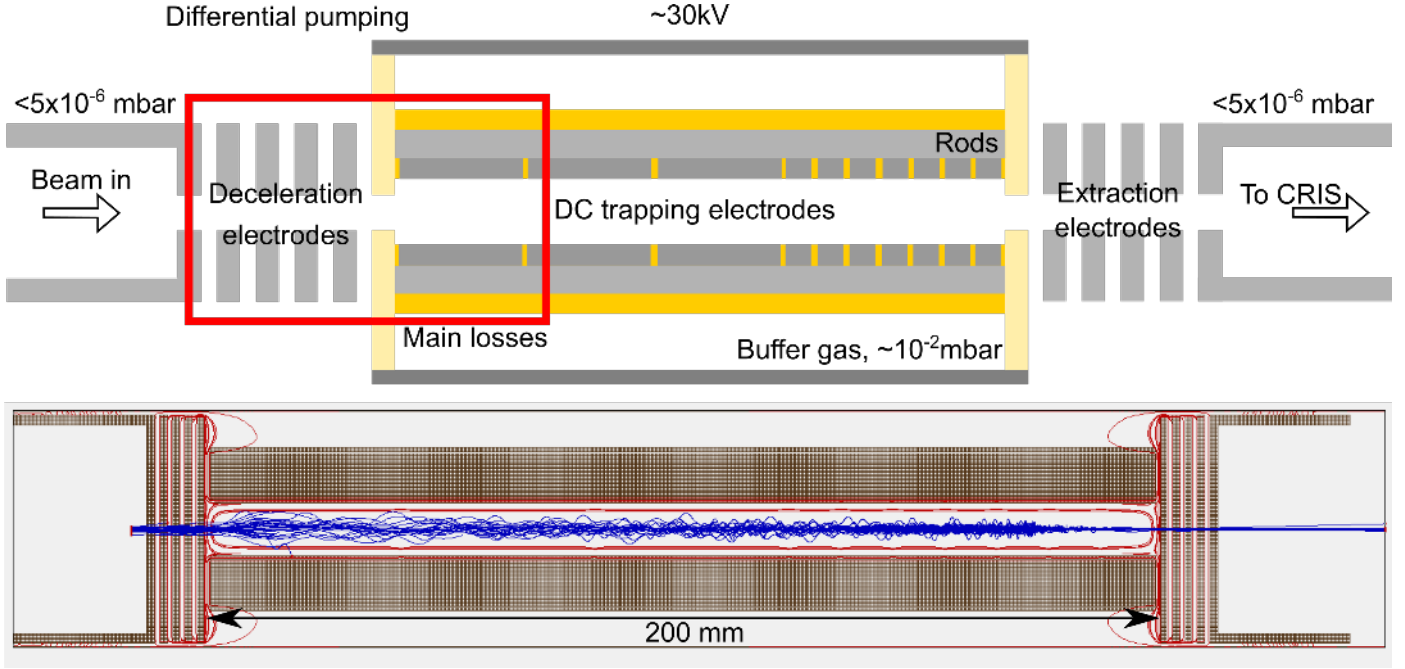 Differential pumping
~30kV
<5x10⁻⁶ mbar
<5x10⁻⁶ mbar
Rods
Beam in
Deceleration
electrodes
DC trapping electrodes
Extraction
electrodes
To CRIS
Main losses
Buffer gas, ~10⁻²mbar
200 mm